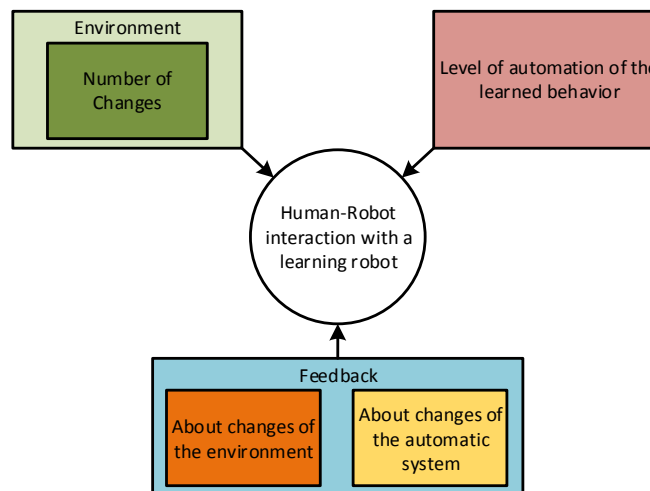 Environment
Number of
Changes
Level of automation of the
learned behavior
Human-Robot
interaction with a
learning robot
Feedback
About changes of
the environment
About changes of
the automatic
system